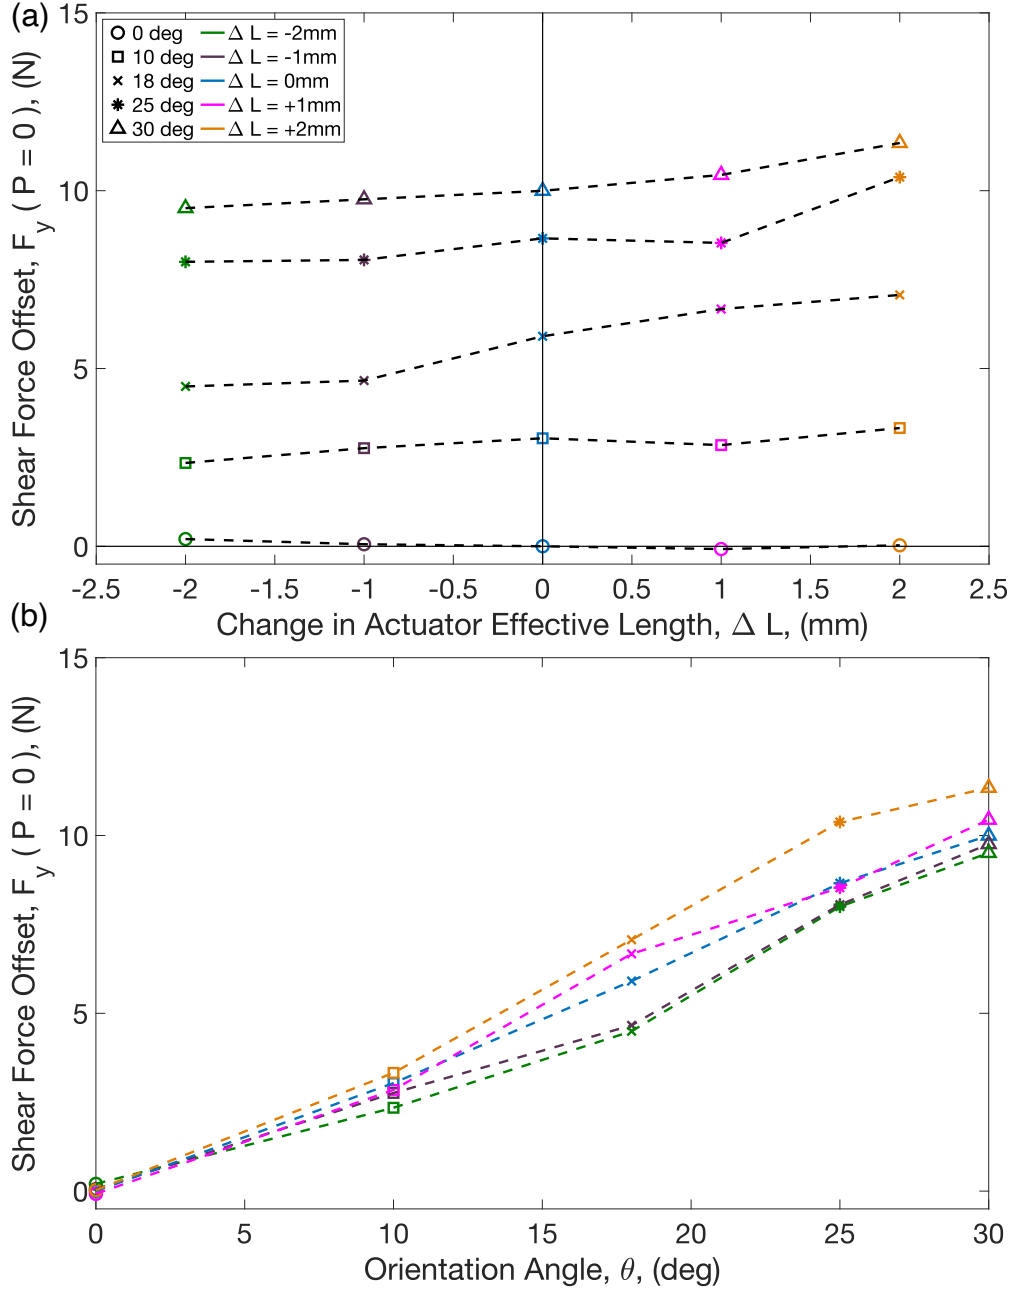 (a)
15
10
5
0
Shear Force Offset, F_y ( P = 0 ), (N)
0 deg
10 deg
18 deg
25 deg
30 deg
Δ L = -2mm
Δ L = -1mm
Δ L = 0mm
Δ L = +1mm
Δ L = +2mm
-2.5 -2 -1.5 -1 -0.5 0 0.5 1 1.5 2 2.5
Change in Actuator Effective Length, Δ L, (mm)
(b)
15
10
5
0
Shear Force Offset, F_y ( P = 0 ), (N)
0 5 10 15 20 25 30
Orientation Angle, θ, (deg)